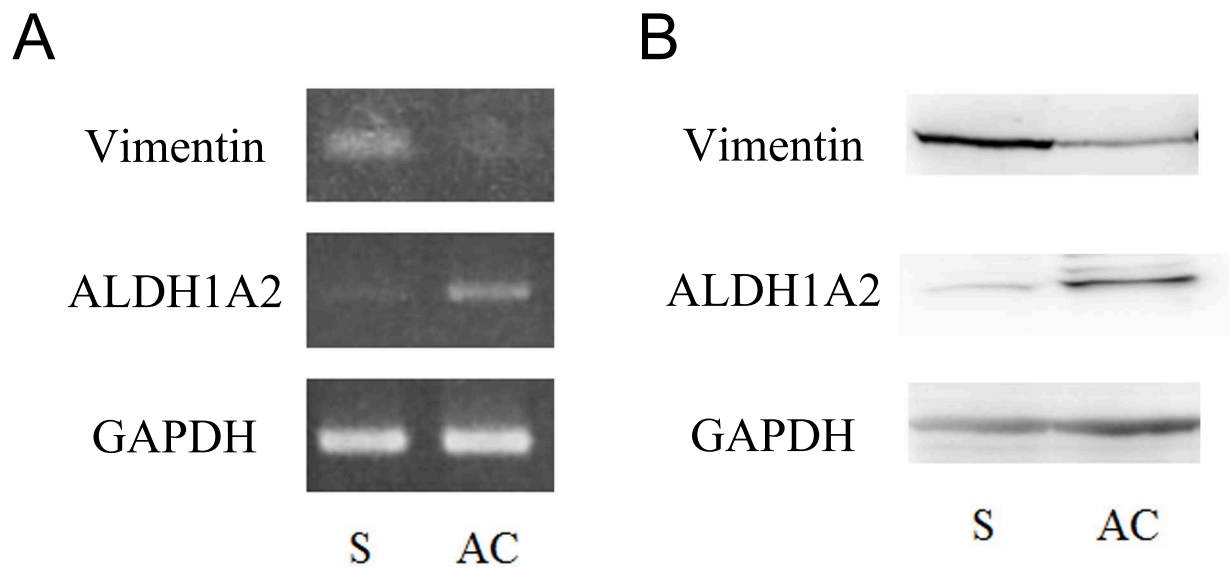 A
Vimentin
ALDH1A2
GAPDH
S AC
B
Vimentin
ALDH1A2
GAPDH
S AC